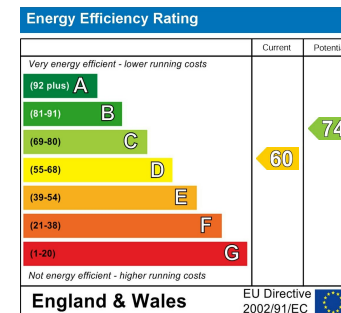 Energy Efficiency Rating
Current
Very energy efficient - lower running costs
(92 plus) A
(81-91) B
(69-80) C
74
(55-68) D
60
(39-54) E
(21-38) F
(1-20) G
Not energy efficient - higher running costs
England & Wales
EU Directive
2002/91/EC